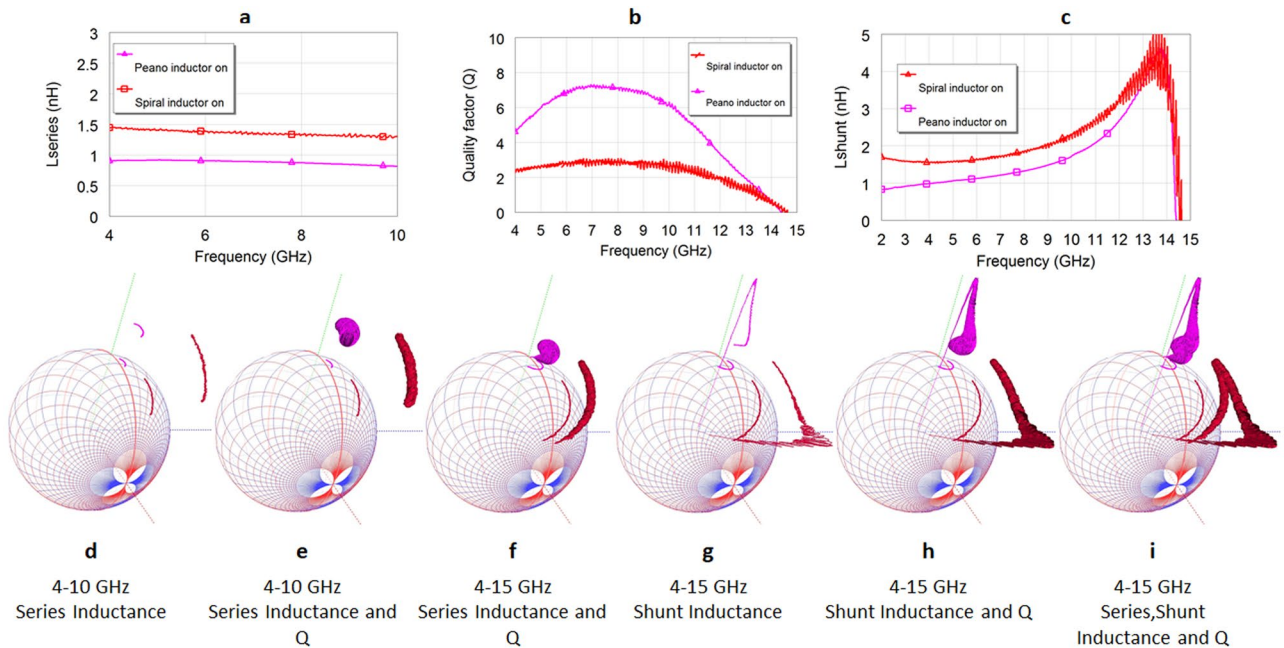 a
3
2.5
2
1.5
1
0.5
0
Lseries (nH)
Peano inductor on
Spiral inductor on
4
6
8
10
Frequency (GHz)
b
10
8
6
4
2
0
Quality factor (Q)
Spiral inductor on
Peano inductor on
4 5 6 7 8 9 10 11 12 13 14 15
Frequency (GHz)
c
5
4
3
2
1
0
Lshunt (nH)
Spiral inductor on
Peano inductor on
2 3 4 5 6 7 8 9 10 11 12 13 14 15
Frequency (GHz)
d
4-10 GHz
Series Inductance
e
4-10 GHz
Series Inductance and
Q
f
4-15 GHz
Series Inductance and
Q
g
4-15 GHz
Shunt Inductance
h
4-15 GHz
Shunt Inductance and Q
i
4-15 GHz
Series,Shunt
Inductance and Q